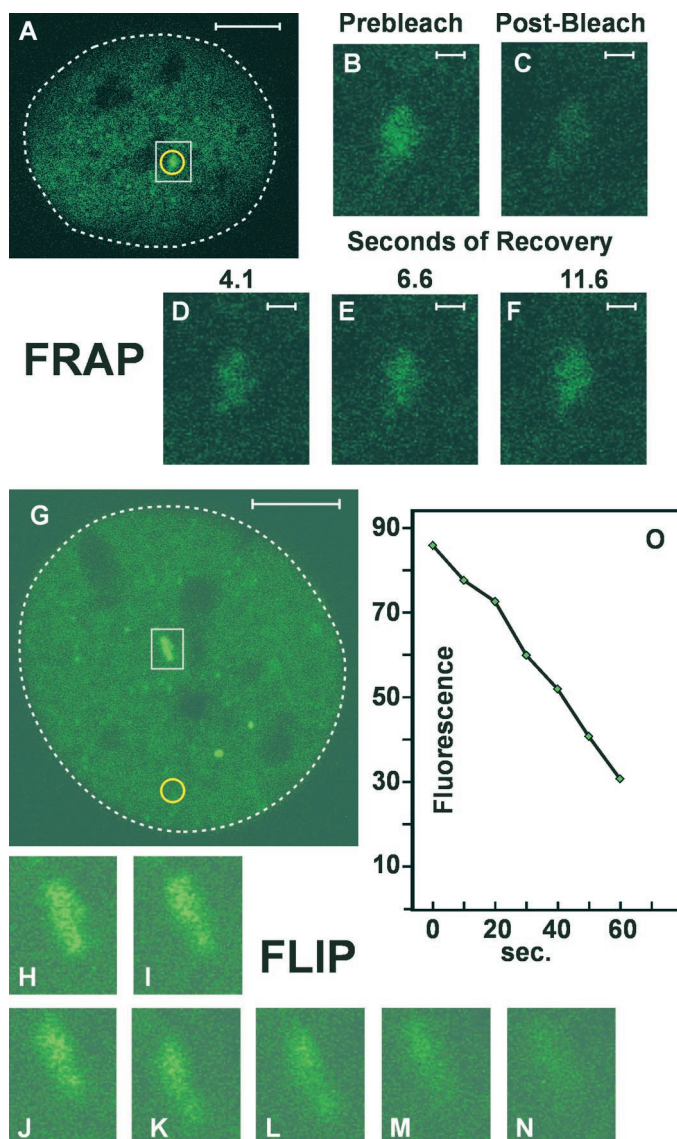 A
Prebleach
Post-Bleach
B
C
Seconds of Recovery
4.1
6.6
11.6
D
E
F
FRAP
G
O
90
70
50
30
10
Fluorescence
0
20
40
60
sec.
H
I
FLIP
J
K
L
M
N